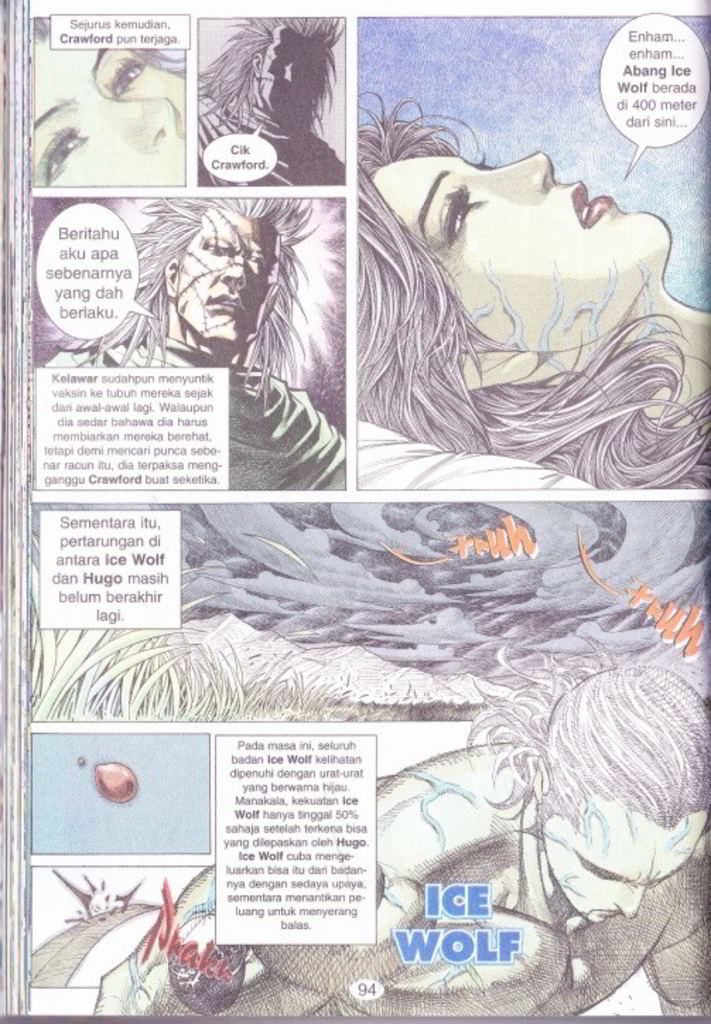 Sejurus kemudian,
Crawford pun terjaga.
Cik
Crawford.
Enham...
enham...
Abang Ice
Wolf berada
di 400 meter
dari sini...
Beritahu
aku apa
sebenarnya
yang dah
berlaku.
Kelawar sudahpun menyuntik
vaksin ke tubuh mereka sejak
dari awal-awal lagi. Walaupun
dia sedar bahawa dia harus
membiarkan mereka berehat,
tetapi demi mencari punca sebe-
nar racun itu, dia terpaksa meng-
ganggu Crawford buat seketika.
Sementara itu,
pertarungan di
antara Ice Wolf
dan Hugo masih
belum berakhir
lagi.
Pada masa ini, seluruh
badan Ice Wolf kelihatan
dipenuhi dengan urat-urat
yang berwarna hijau.
Manakala, kekuatan Ice
Wolf hanya tinggal 50%
sahaja setelah terkena bisa
yang dilepaskan oleh Hugo.
Ice Wolf cuba menge-
luarkan bisa itu dari badan-
nya dengan sedaya upaya,
sementara menantikan pe-
luang untuk menyerang
balas.
ICE
WOLF
94